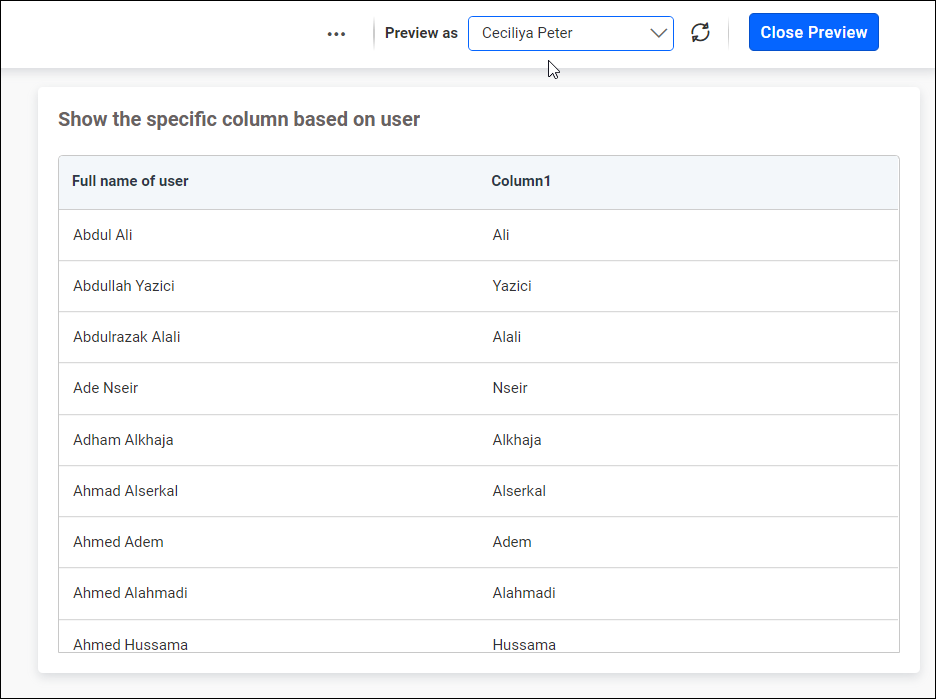 Preview as Ceciliya Peter Close Preview
Show the specific column based on user
Full name of user Column1
Abdul Ali Ali
Abdullah Yazici Yazici
Abdulrazak Alali Alali
Ade Nseir Nseir
Adham Alkhaja Alkhaja
Ahmad Alserkal Alserkal
Ahmed Adem Adem
Ahmed Alahmadi Alahmadi
Ahmed Hussama Hussama